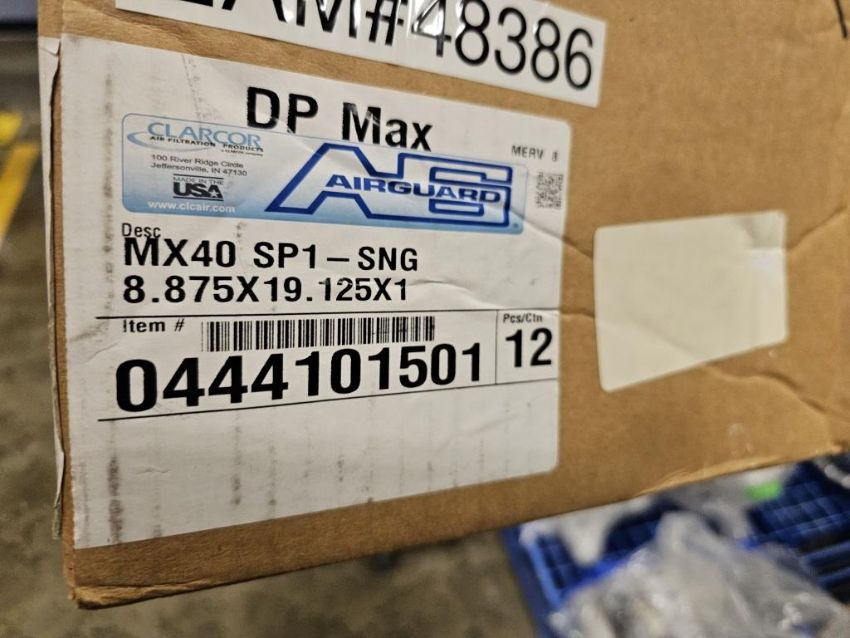 AM#48386
DP Max
MERV 8
CLARCOR
AIR FILTRATION PRODUCTS
100 River Ridge Circle
Jeffersonville, IN 47130
MADE IN THE
USA
www.clcair.com
AIRGUARD
Desc
MX40 SP1-SNG
8.875X19.125X1
Item #
Pcs/Ctn
0444101501
12